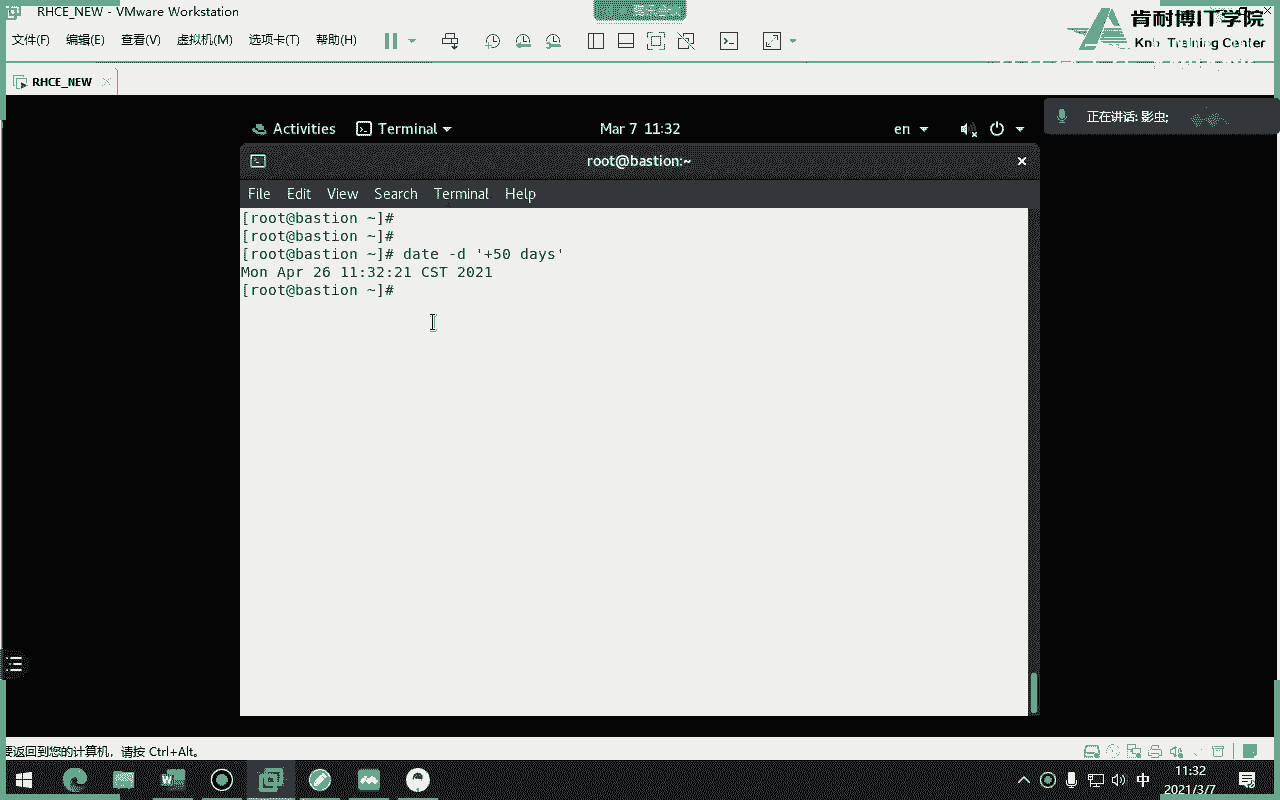 RHCE_NEW - VMware Workstation
肯耐博IT学院
Knb Training Center
文件(F) 编辑(E) 查看(V) 虚拟机(M) 选项卡(T) 帮助(H)
RHCE_NEW
正在讲话: 影虫;
Activities Terminal Mar 7 11:32 en
root@bastion:~
File Edit View Search Terminal Help
[root@bastion ~]#
[root@bastion ~]#
[root@bastion ~]# date -d '+50 days'
Mon Apr 26 11:32:21 CST 2021
[root@bastion ~]#
要返回到您的计算机，请按 Ctrl+Alt。
中 11:32
2021/3/7